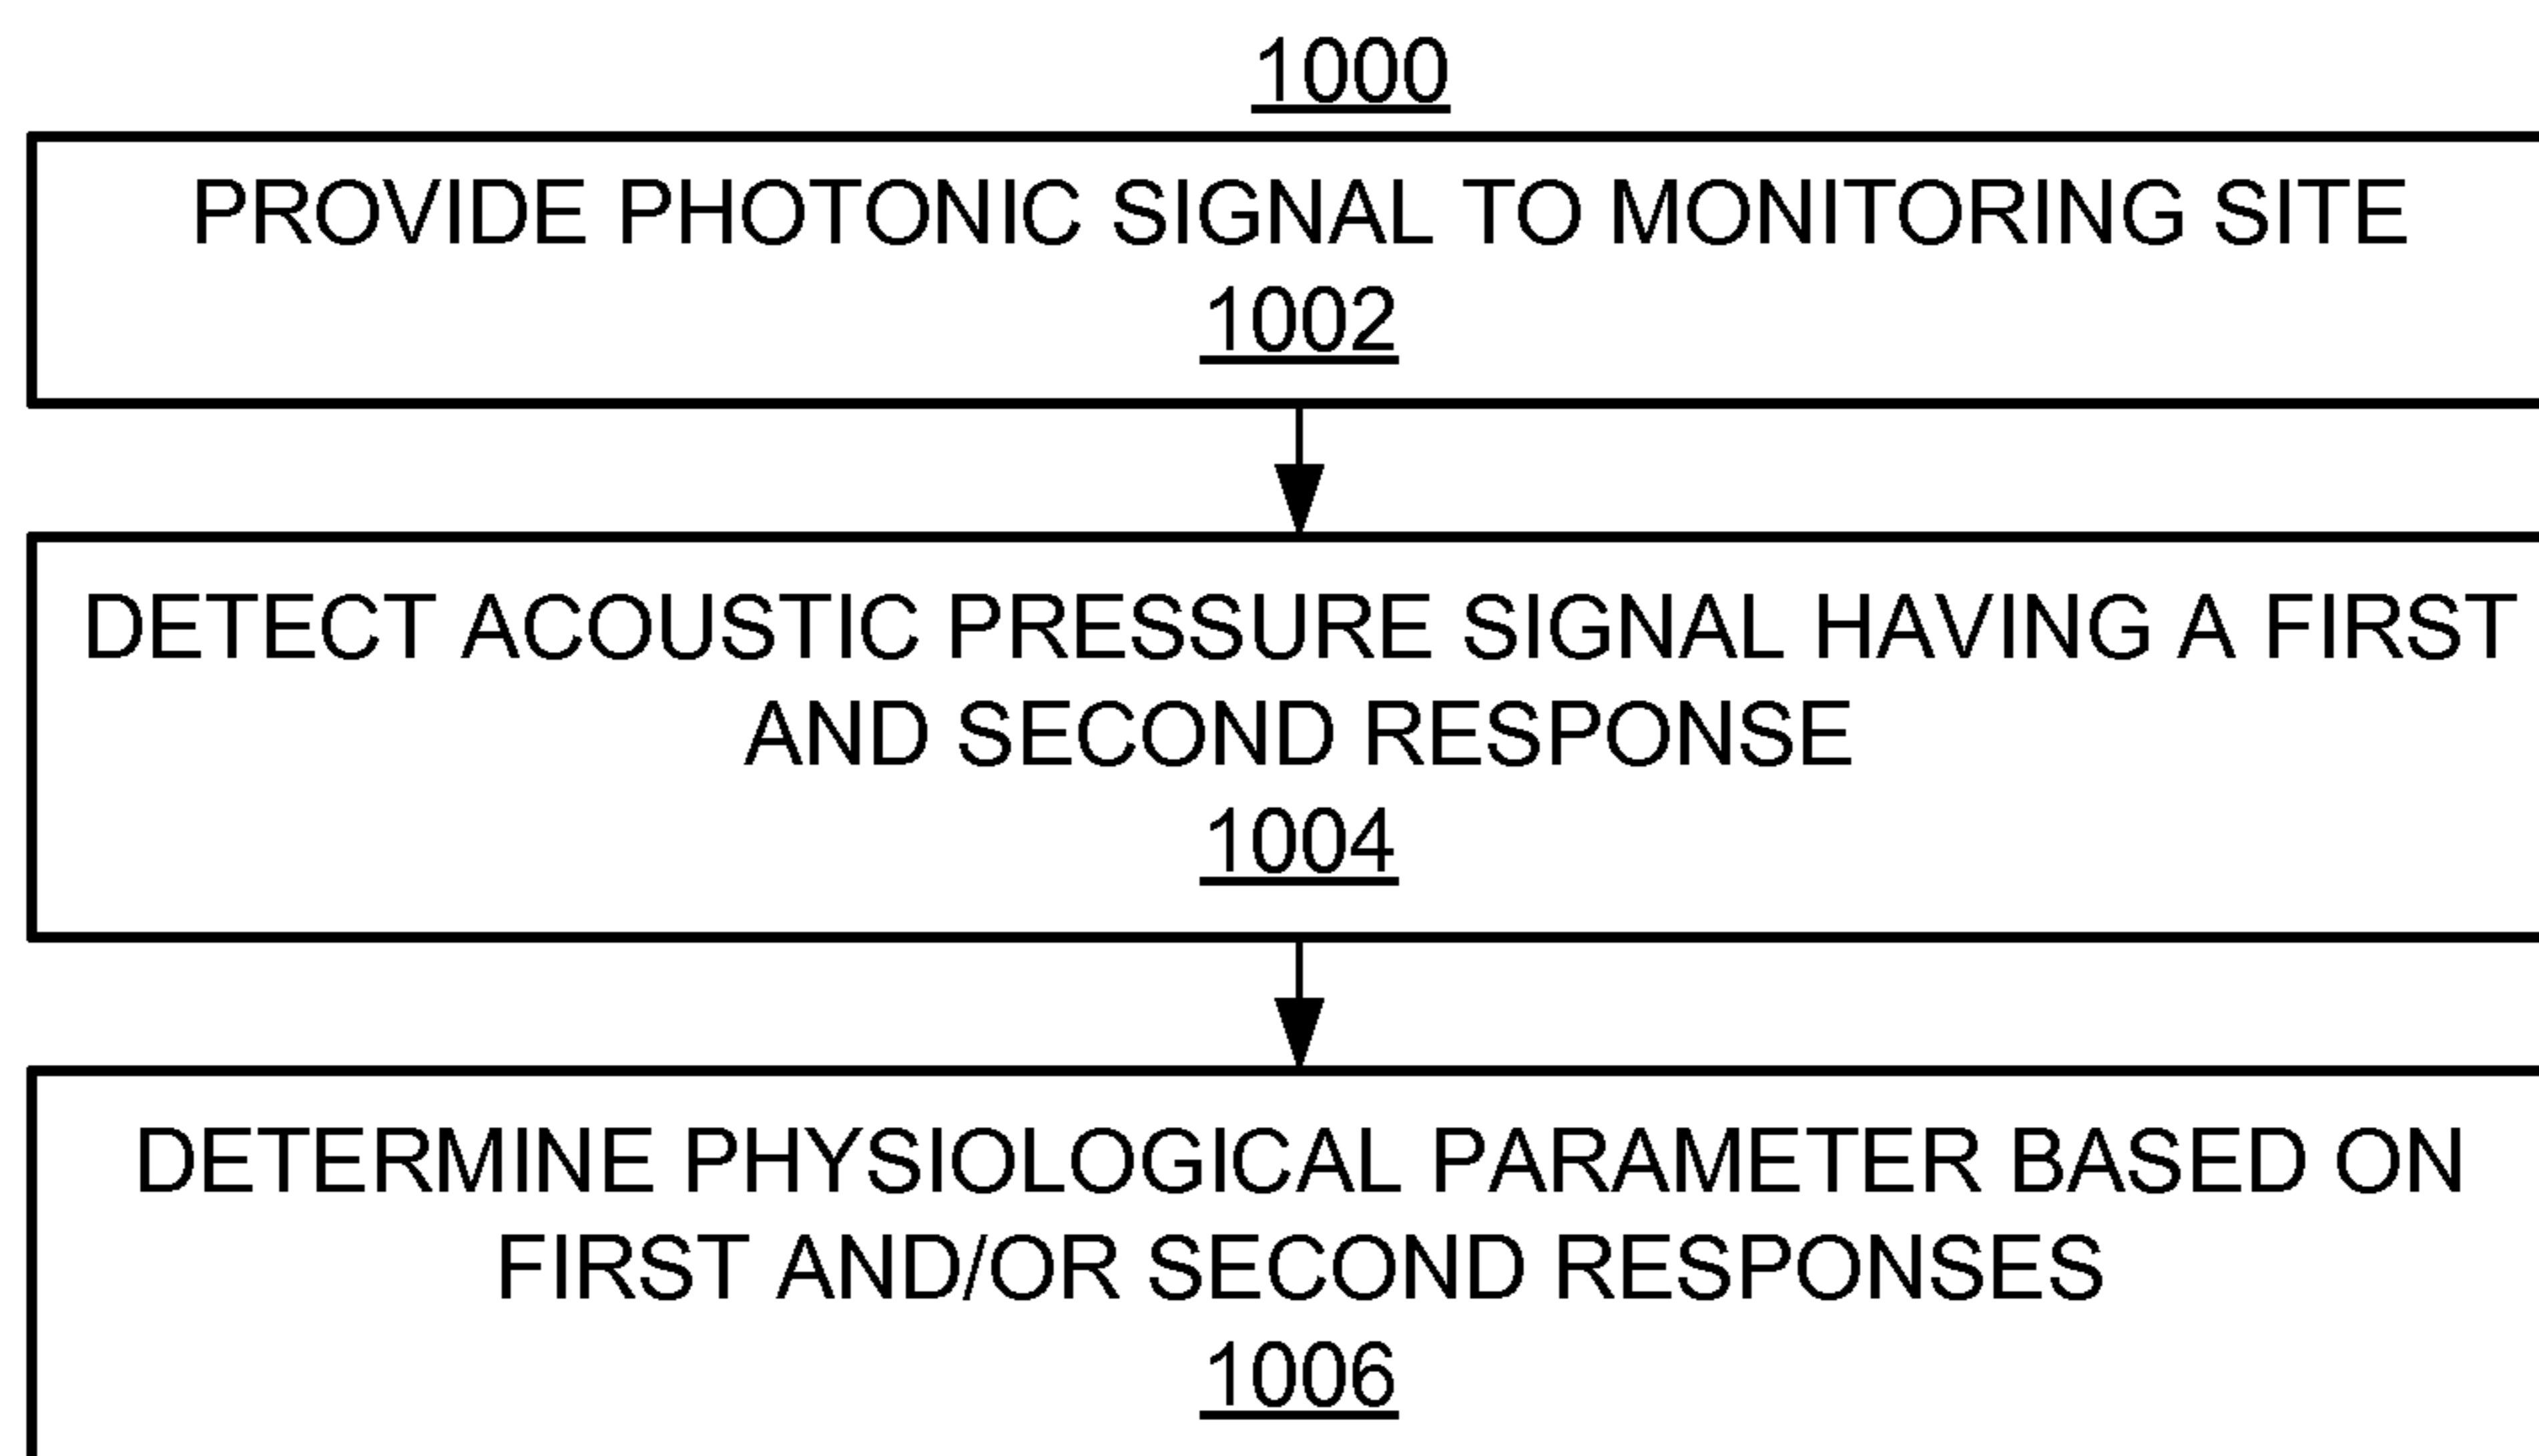 1000
PROVIDE PHOTONIC SIGNAL TO MONITORING SITE
1002
DETECT ACOUSTIC PRESSURE SIGNAL HAVING A FIRST
AND SECOND RESPONSE
1004
DETERMINE PHYSIOLOGICAL PARAMETER BASED ON
FIRST AND/OR SECOND RESPONSES
1006